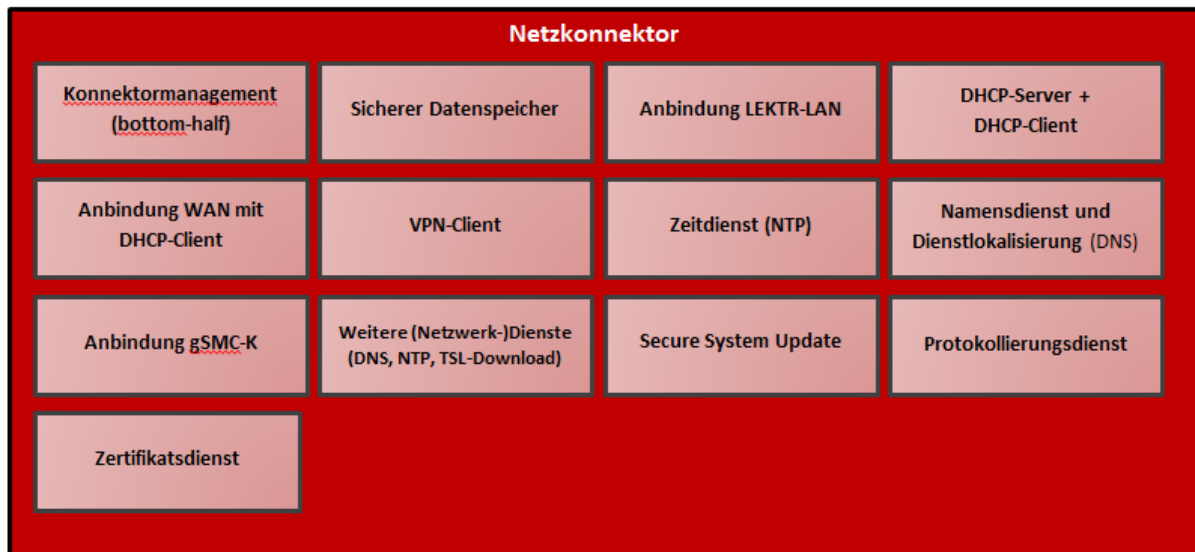 Netzkonnektor
Konnektormanagement
(bottom-half)
Sicherer Datenspeicher
Anbindung LEKTR-LAN
DHCP-Server +
DHCP-Client
Anbindung WAN mit
DHCP-Client
VPN-Client
Zeitdienst (NTP)
Namensdienst und
Dienstlokalisierung (DNS)
Anbindung gSMC-K
Weitere (Netzwerk-)Dienste
(DNS, NTP, TSL-Download)
Secure System Update
Protokollierungsdienst
Zertifikatsdienst